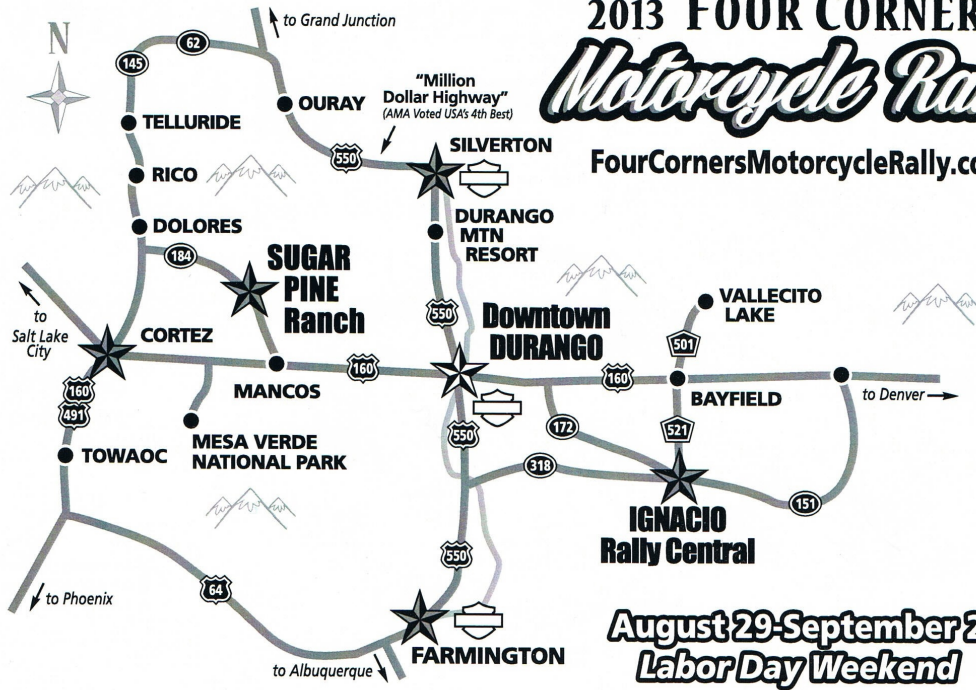 2013 FOUR CORNER
Motorcycle Ra
FourCornersMotorcycleRally.co
N
to Grand Junction
62
145
OURAY
"Million
Dollar Highway"
(AMA Voted USA's 4th Best)
TELLURIDE
550
SILVERTON
RICO
DURANGO
MTN
RESORT
DOLORES
184
SUGAR
PINE
Ranch
550
Downtown
DURANGO
VALLECITO
LAKE
501
to
Salt Lake
City
CORTEZ
160
MANCOS
160
BAYFIELD
to Denver
160
491
MESA VERDE
NATIONAL PARK
TOWAOC
550
172
521
318
151
IGNACIO
Rally Central
550
64
to Phoenix
FARMINGTON
to Albuquerque
August 29-September 2
Labor Day Weekend